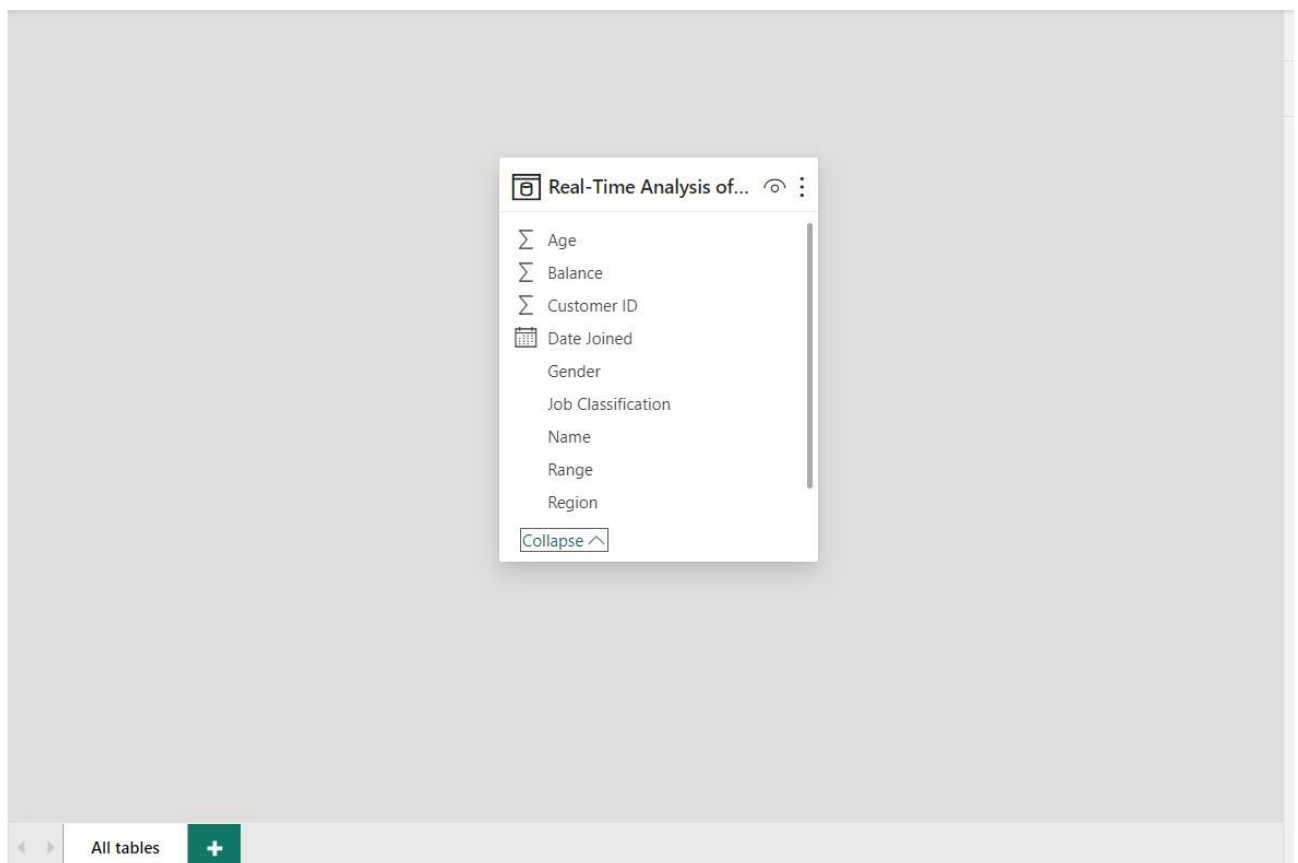 Real-Time Analysis of...
Age
Balance
Customer ID
Date Joined
Gender
Job Classification
Name
Range
Region
Collapse
All tables